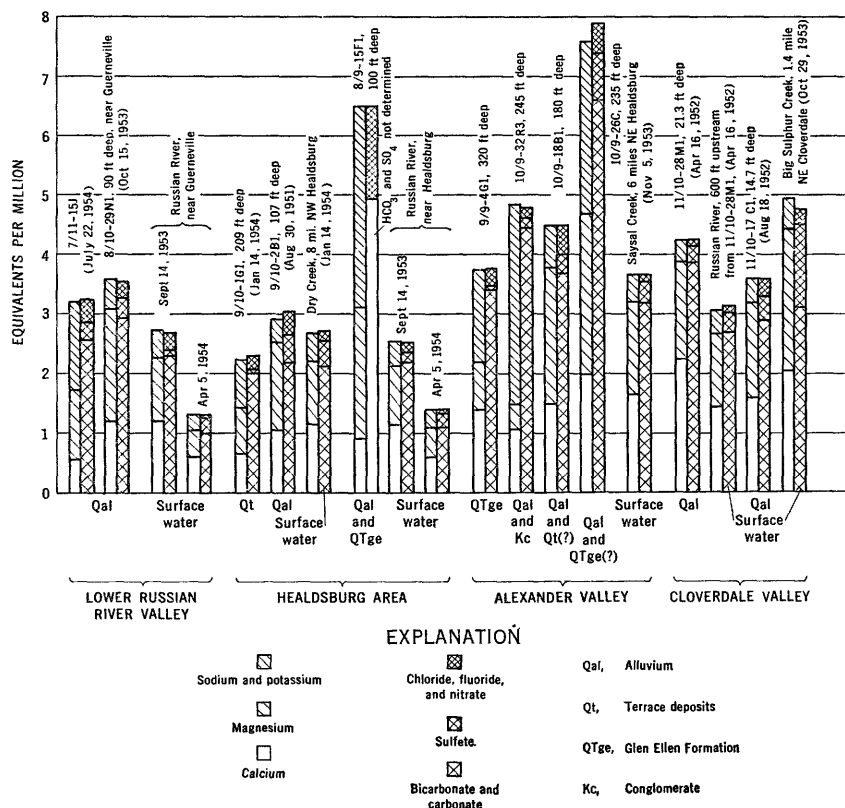 EQUIVALENTS PER MILLION
8
7
6
5
4
3
2
1
0
7/11-15J
(July 22, 1954)
8/10-29N1, 90 ft deep, near Guerneville
(Oct 15, 1953)
Sept 14, 1953
Russian River,
near Guerneville
Apr 5, 1954
9/10-1G1, 209 ft deep
(Jan 14, 1954)
9/10-2B1, 107 ft deep
(Aug 30, 1951)
Dry Creek, 8 mi. NW Healdsburg
(Jan 14, 1954)
8/9-15F1,
100 ft deep
HCO3 and SO4 not determined
Sept 14, 1953
Russian River,
near Healdsburg
Apr 5, 1954
9/9-4G1, 320 ft deep
10/9-32R3, 245 ft deep
10/9-18B1, 180 ft deep
10/9-26C, 235 ft deep
Saysal Creek, 6 miles NE Healdsburg
(Nov 5, 1953)
11/10-28M1, 21.3 ft deep
(Apr 16, 1952)
Russian River, 600 ft upstream
from 11/10-28M1, (Apr 16, 1952)
11/10-17 C1, 14.7 ft deep
(Aug 18, 1952)
Big Sulphur Creek, 1.4 mile
NE Cloverdale (Oct 29, 1953)
Qal
Surface
water
Qt
Qal
Surface
water
Qal
and
QTge
Surface
water
QTge
Qal
and
Kc
Qal
and
Qt(?)
Qal
and
QTge(?)
Surface
water
Qal
Qal
Surface
water
LOWER RUSSIAN
RIVER VALLEY
HEALDSBURG AREA
ALEXANDER VALLEY
CLOVERDALE VALLEY
EXPLANATION
Sodium and potassium
Magnesium
Calcium
Chloride, fluoride,
and nitrate
Sulfete
Bicarbonate and
carbonate
Qal, Alluvium
Qt, Terrace deposits
QTge, Glen Ellen Formation
Kc, Conglomerate